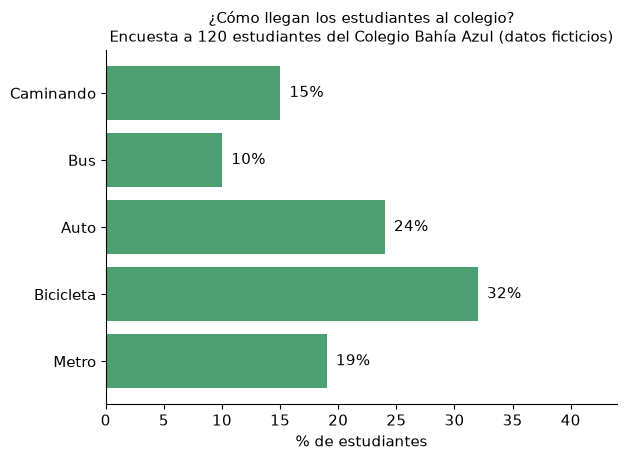 ¿Cómo llegan los estudiantes al colegio?
Encuesta a 120 estudiantes del Colegio Bahía Azul (datos ficticios)
Caminando
15%
Bus
10%
Auto
24%
Bicicleta
32%
Metro
19%
0 5 10 15 20 25 30 35 40
% de estudiantes